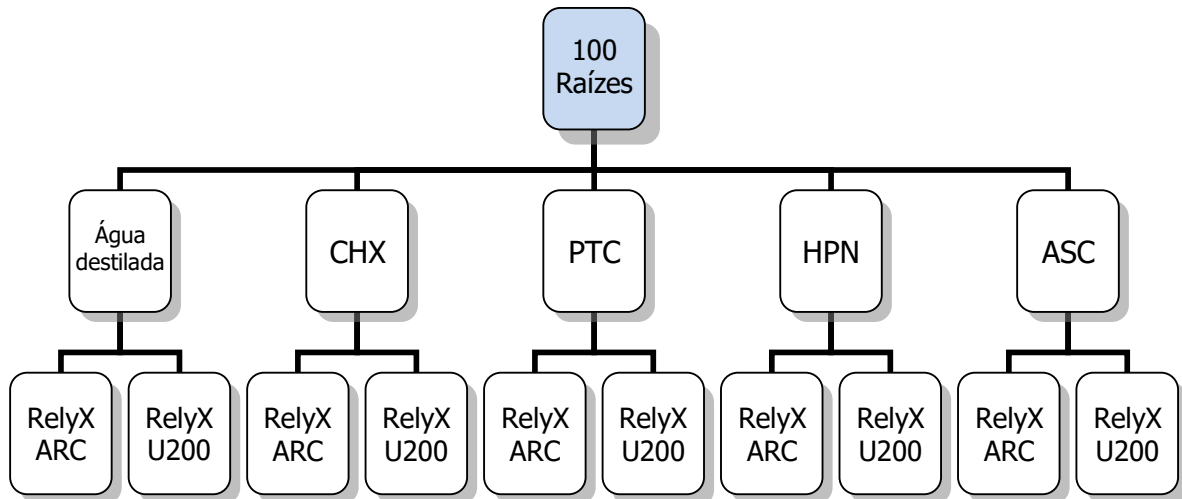 100
Raízes
Água
destilada
CHX
PTC
HPN
ASC
RelyX
ARC
RelyX
U200
RelyX
ARC
RelyX
U200
RelyX
ARC
RelyX
U200
RelyX
ARC
RelyX
U200
RelyX
ARC
RelyX
U200